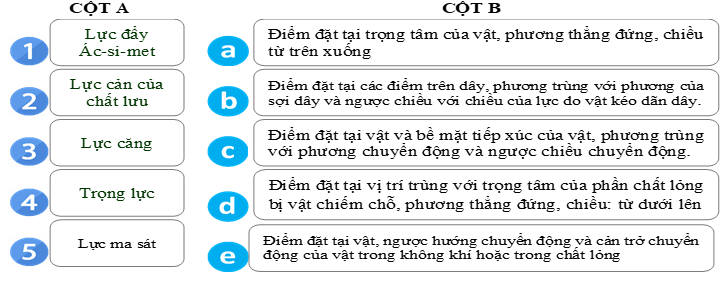 CỘT A
CỘT B
1
Lực đẩy
Ác-si-met
a
Điểm đặt tại trọng tâm của vật, phương thẳng đứng, chiều
từ trên xuống
2
Lực cản của
chất lưu
b
Điểm đặt tại các điểm trên dây, phương trùng với phương của
sợi dây và ngược chiều với chiều của lực do vật kéo dãn dây.
3
Lực căng
c
Điểm đặt tại vật và bề mặt tiếp xúc của vật, phương trùng
với phương chuyển động và ngược chiều chuyển động.
4
Trọng lực
d
Điểm đặt tại vị trí trùng với trọng tâm của phần chất lỏng
bị vật chiếm chỗ, phương thẳng đứng, chiều: từ dưới lên
5
Lực ma sát
e
Điểm đặt tại vật, ngược hướng chuyển động và cản trở chuyển
động của vật trong không khí hoặc trong chất lỏng